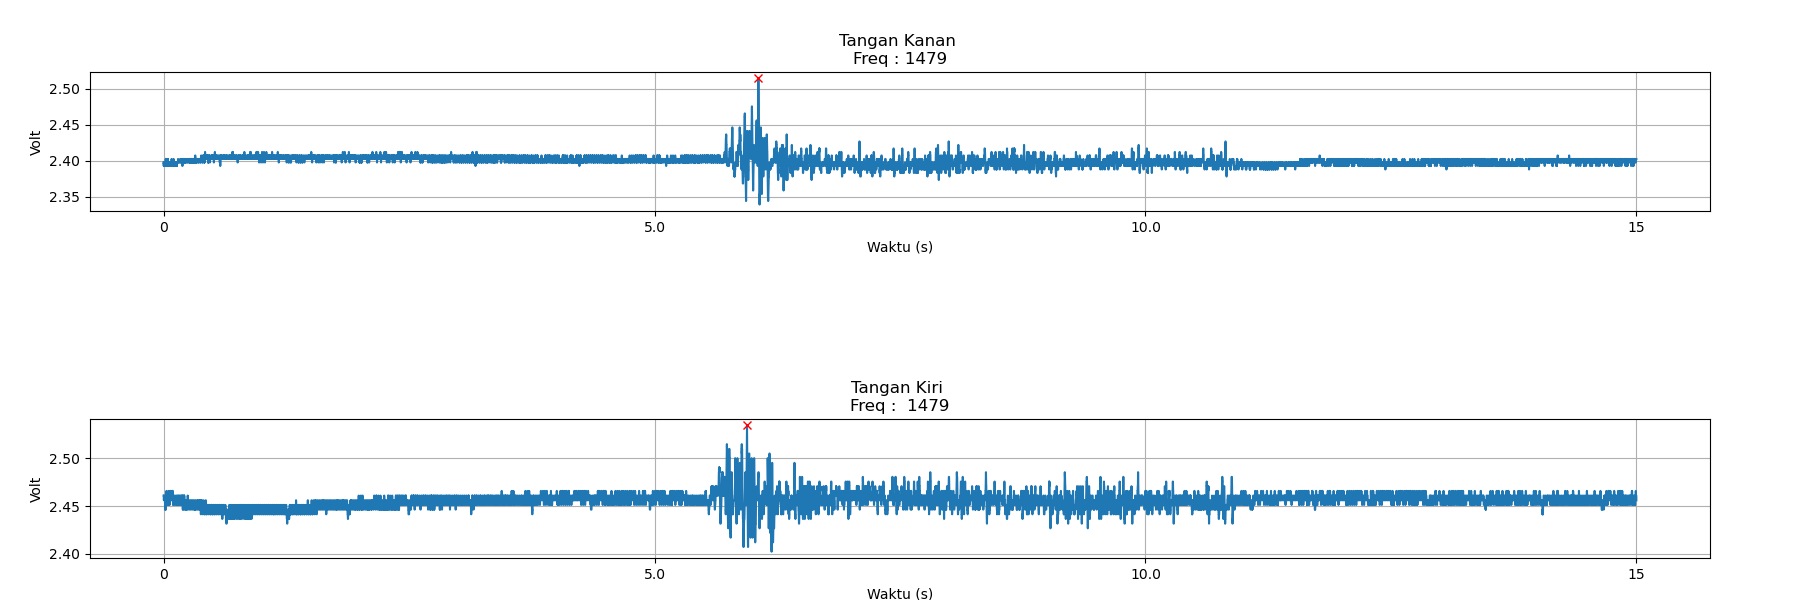 Tangan Kanan
Freq : 1479
2.50
2.45
2.40
2.35
Volt
0 5.0 10.0 15
Waktu (s)
Tangan Kiri
Freq :  1479
2.50
2.45
2.40
Volt
0 5.0 10.0 15
Waktu (s)